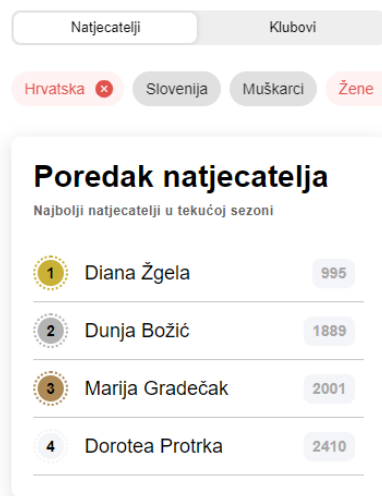 Natjecatelji Klubovi
Hrvatska Slovenija Muškarci Žene
Poredak natjecatelja
Najbolji natjecatelji u tekućoj sezoni
1 Diana Žgela 995
2 Dunja Božić 1889
3 Marija Gradečak 2001
4 Dorotea Protrka 2410